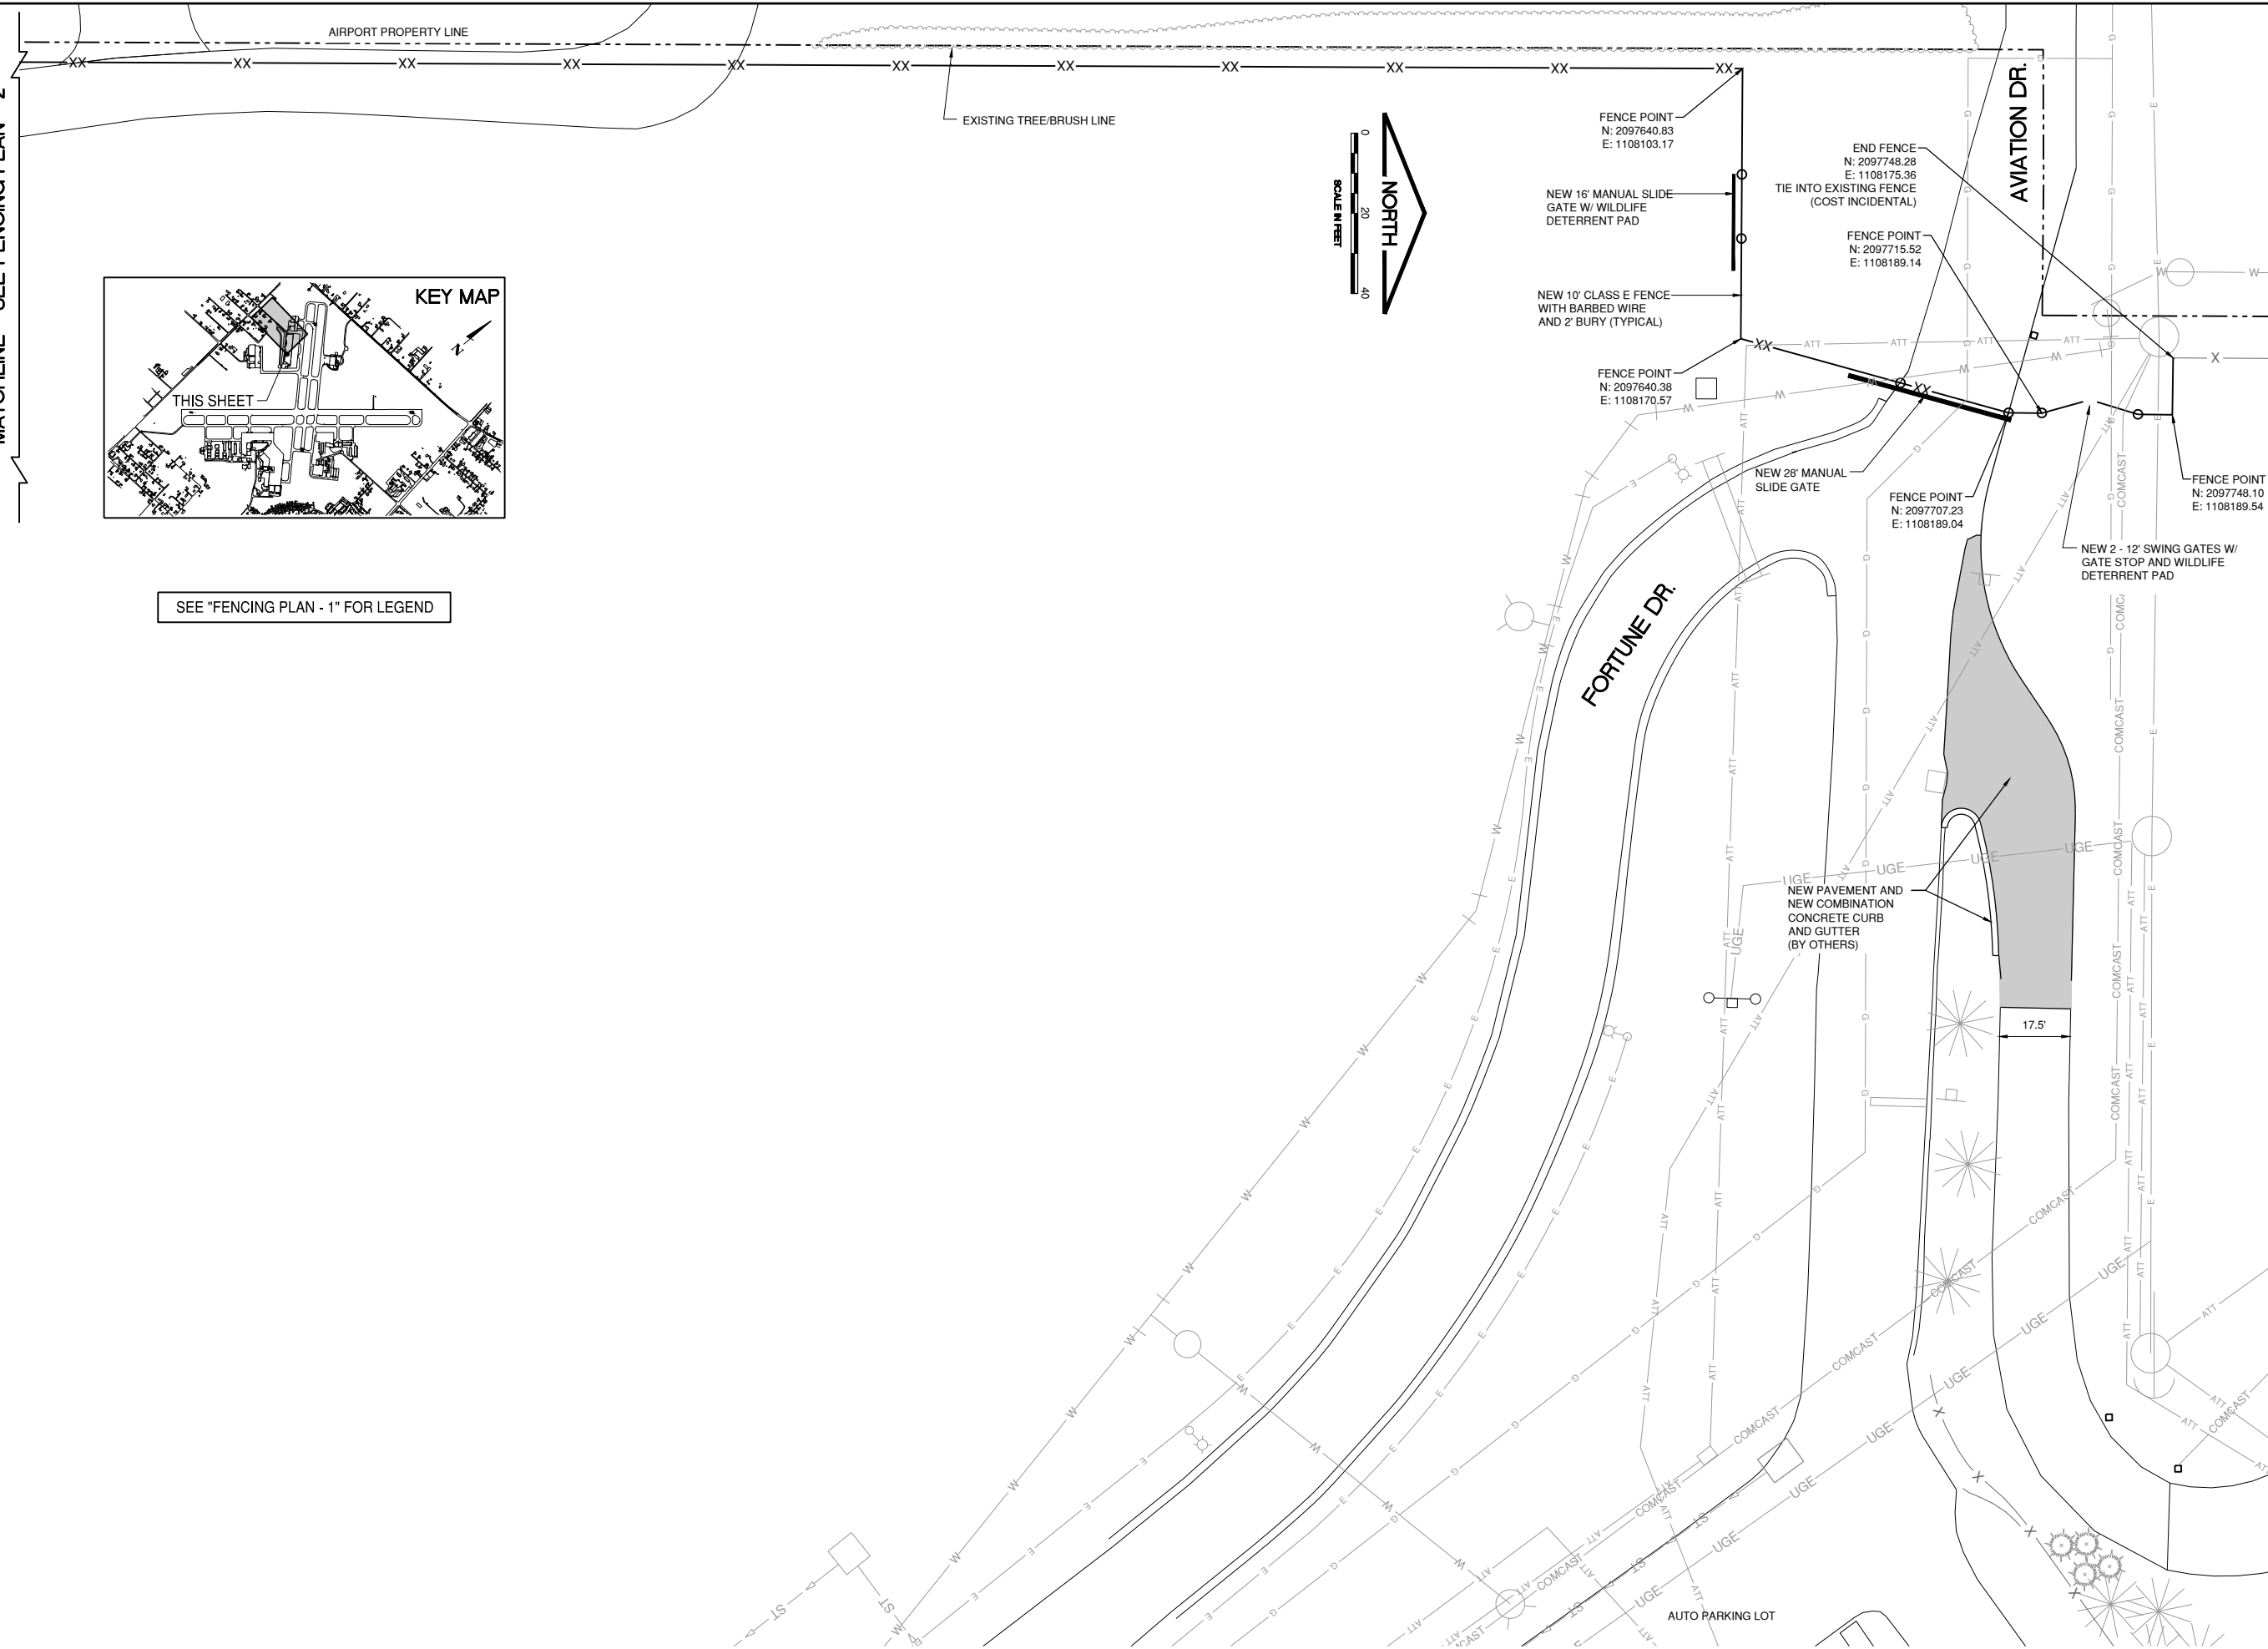 AIRPORT PROPERTY LINE
EXISTING TREE/BRUSH LINE
KEY MAP
N
THIS SHEET
SEE "FENCING PLAN - 1" FOR LEGEND
NORTH
0
20
40
SCALE IN FEET
FENCE POINT
N: 2097640.83
E: 1108103.17
NEW 16' MANUAL SLIDE
GATE W/ WILDLIFE
DETERRENT PAD
NEW 10' CLASS E FENCE
WITH BARBED WIRE
AND 2' BURY (TYPICAL)
FENCE POINT
N: 2097640.38
E: 1108170.57
END FENCE
N: 2097748.28
E: 1108175.36
TIE INTO EXISTING FENCE
(COST INCIDENTAL)
AVIATION DR.
FENCE POINT
N: 2097715.52
E: 1108189.14
NEW 28' MANUAL
SLIDE GATE
FENCE POINT
N: 2097707.23
E: 1108189.04
FENCE POINT
N: 2097748.10
E: 1108189.54
NEW 2 - 12' SWING GATES W/
GATE STOP AND WILDLIFE
DETERRENT PAD
FORTUNE DR.
NEW PAVEMENT AND
NEW COMBINATION
CONCRETE CURB
AND GUTTER
(BY OTHERS)
17.5'
AUTO PARKING LOT
XX
X
W
E
G
ATT
UGE
COMCAST
ST